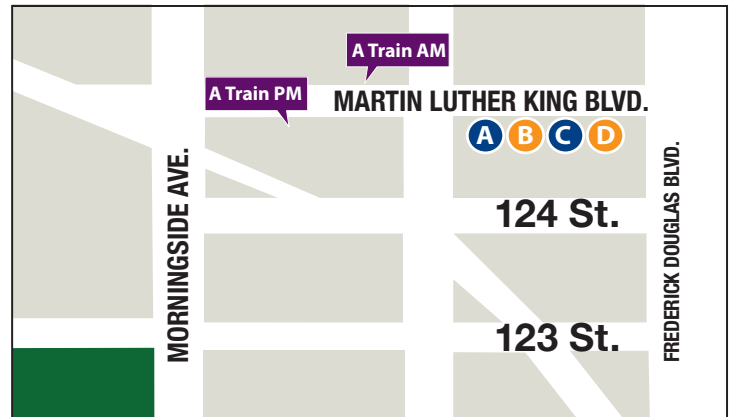 A Train AM
A Train PM
MARTIN LUTHER KING BLVD.
A B C D
MORNINGSIDE AVE.
FREDERICK DOUGLAS BLVD.
124 St.
123 St.